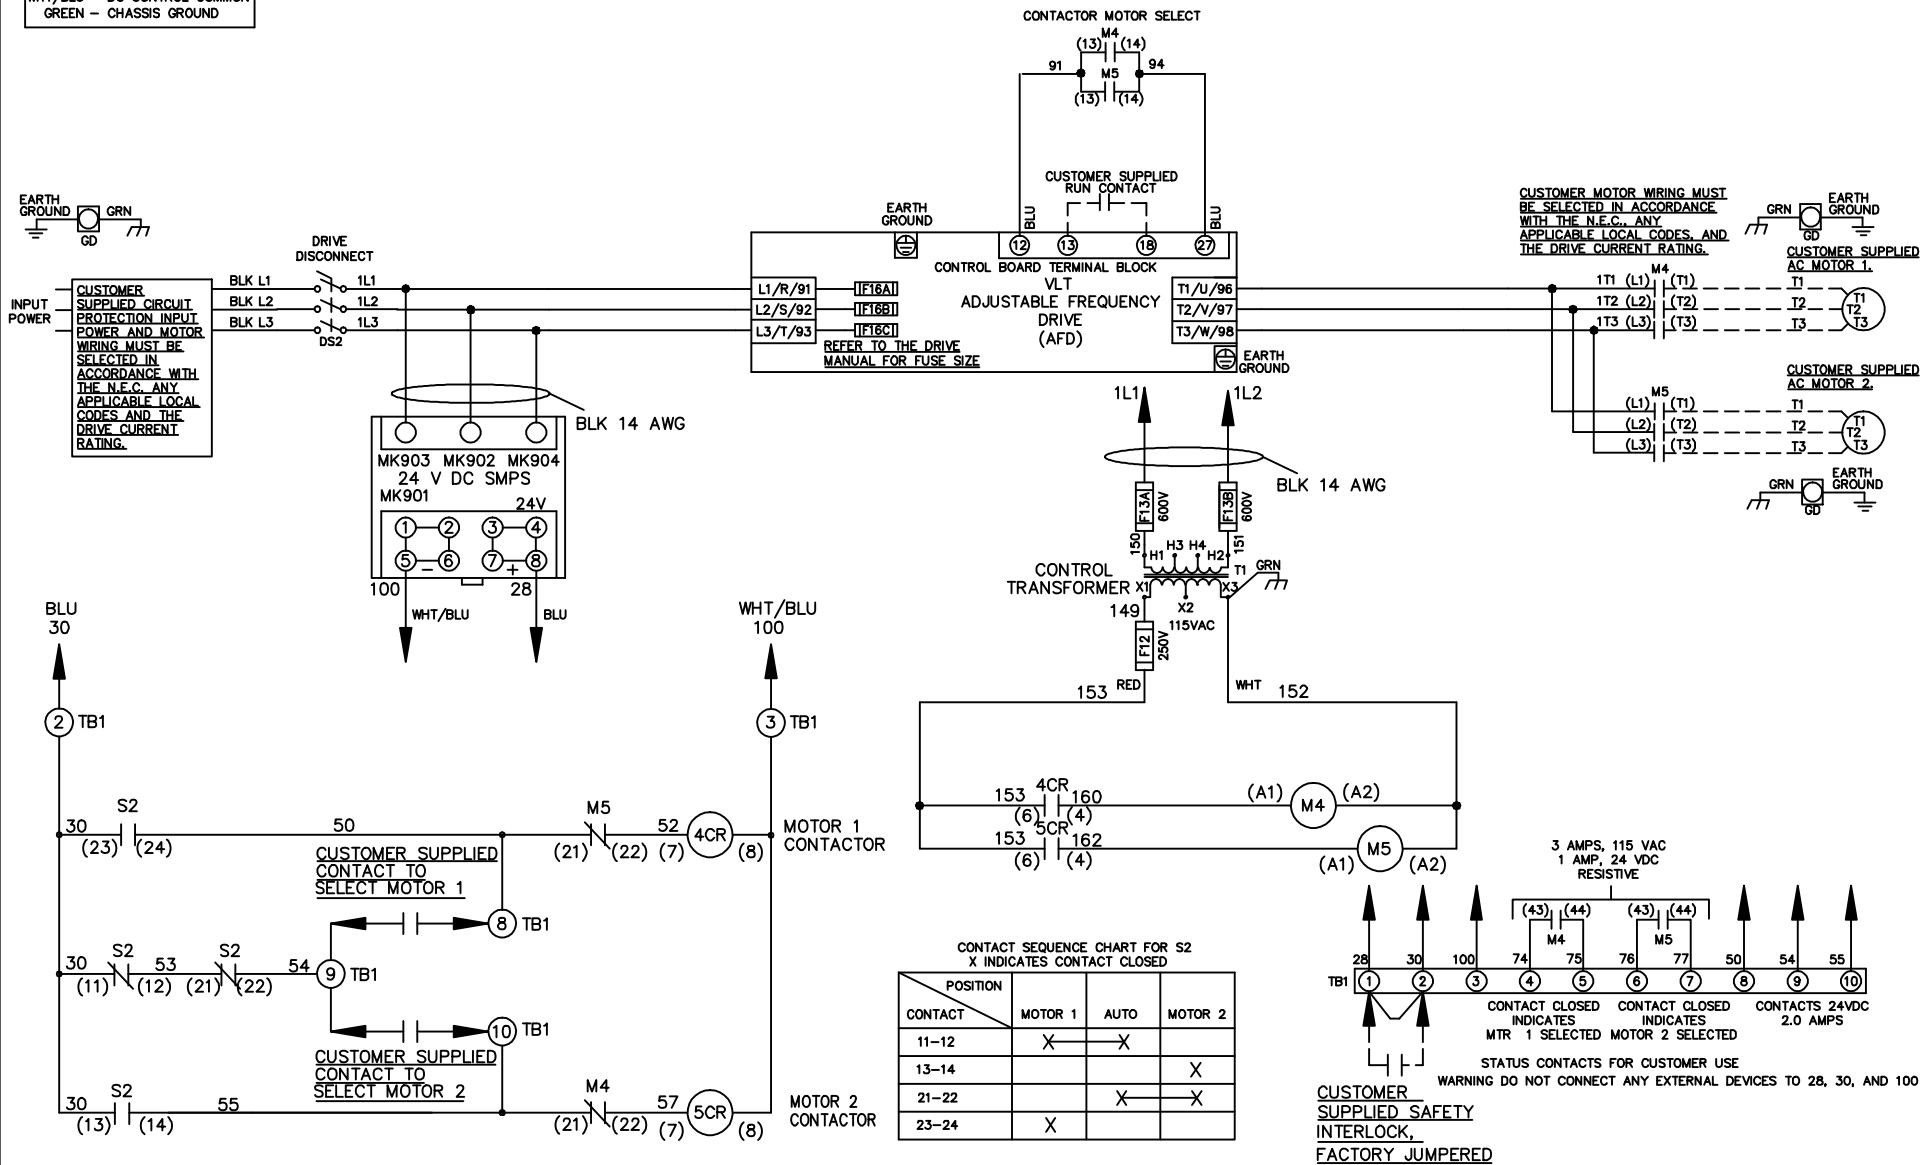 GREEN – CHASSIS GROUND
CONTACTOR MOTOR SELECT
M4
(13) (14)
91 M5 94
(13) (14)
CUSTOMER SUPPLIED
RUN CONTACT
BLU BLU
EARTH
GROUND
12 13 18 27
CONTROL BOARD TERMINAL BLOCK
VLT
ADJUSTABLE FREQUENCY
DRIVE
(AFD)
L1/R/91 F16A
L2/S/92 F16B
L3/T/93 F16C
REFER TO THE DRIVE
MANUAL FOR FUSE SIZE
T1/U/96
T2/V/97
T3/W/98
EARTH
GROUND
EARTH
GROUND GRN
GD
DRIVE
DISCONNECT
INPUT
POWER
CUSTOMER
SUPPLIED CIRCUIT
PROTECTION INPUT
POWER AND MOTOR
WIRING MUST BE
SELECTED IN
ACCORDANCE WITH
THE N.E.C. ANY
APPLICABLE LOCAL
CODES AND THE
DRIVE CURRENT
RATING.
BLK L1 1L1
BLK L2 1L2
BLK L3 1L3
DS2
BLK 14 AWG
MK903 MK902 MK904
24 V DC SMPS
MK901
24V
1 2 3 4
5 – 6 7 + 8
100 28
WHT/BLU BLU
CUSTOMER MOTOR WIRING MUST
BE SELECTED IN ACCORDANCE
WITH THE N.E.C., ANY
APPLICABLE LOCAL CODES, AND
THE DRIVE CURRENT RATING.
GRN EARTH
GROUND
GD
CUSTOMER SUPPLIED
AC MOTOR 1.
M4
1T1 (L1) (T1) T1 T1
1T2 (L2) (T2) T2 T2
1T3 (L3) (T3) T3 T3
CUSTOMER SUPPLIED
AC MOTOR 2.
M5
(L1) (T1) T1 T1
(L2) (T2) T2 T2
(L3) (T3) T3 T3
GRN EARTH
GROUND
GD
1L1 1L2
BLK 14 AWG
F13A 600V F13B 600V
150 151
H1 H3 H4 H2
CONTROL
TRANSFORMER
T1 GRN
X1 X2 X3
149
115VAC
F12 250V
153 RED WHT 152
4CR
153 160 (A1) M4 (A2)
(6) (4)
5CR
153 162 (A1) M5 (A2)
(6) (4)
BLU
30
2 TB1
WHT/BLU
100
3 TB1
S2
30 50
(23) (24)
M5
(21) (22)
52
(7) 4CR (8)
MOTOR 1
CONTACTOR
CUSTOMER SUPPLIED
CONTACT TO
SELECT MOTOR 1
8 TB1
S2 S2
30 53 54
(11) (12) (21) (22)
9 TB1
10 TB1
CUSTOMER SUPPLIED
CONTACT TO
SELECT MOTOR 2
S2
30 55
(13) (14)
M4
(21) (22)
57
(7) 5CR (8)
MOTOR 2
CONTACTOR
CONTACT SEQUENCE CHART FOR S2
X INDICATES CONTACT CLOSED
POSITION
CONTACT MOTOR 1 AUTO MOTOR 2
11–12 X X
13–14 X
21–22 X X
23–24 X
3 AMPS, 115 VAC
1 AMP, 24 VDC
RESISTIVE
(43) (44) (43) (44)
M4 M5
28 30 100 74 75 76 77 50 54 55
TB1 1 2 3 4 5 6 7 8 9 10
CONTACT CLOSED
INDICATES
MTR 1 SELECTED
CONTACT CLOSED
INDICATES
MOTOR 2 SELECTED
CONTACTS 24VDC
2.0 AMPS
STATUS CONTACTS FOR CUSTOMER USE
WARNING DO NOT CONNECT ANY EXTERNAL DEVICES TO 28, 30, AND 100
CUSTOMER
SUPPLIED SAFETY
INTERLOCK,
FACTORY JUMPERED